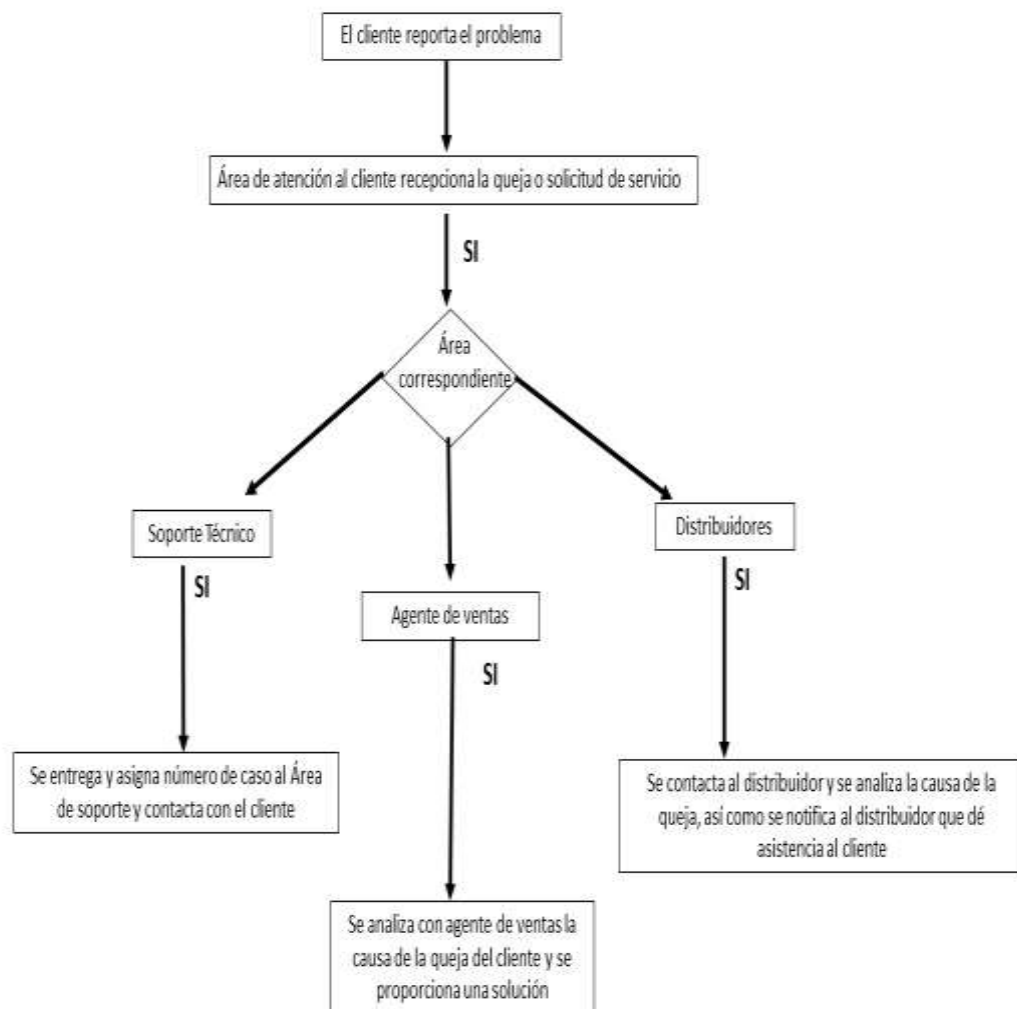 El cliente reporta el problema
Área de atención al cliente recepciona la queja o solicitud de servicio
SI
Área
correspondiente
Soporte Técnico
Distribuidores
SI
SI
Agente de ventas
SI
Se entrega y asigna número de caso al Área
de soporte y contacta con el cliente
Se contacta al distribuidor y se analiza la causa de la
queja, así como se notifica al distribuidor que dé
asistencia al cliente
Se analiza con agente de ventas la
causa de la queja del cliente y se
proporciona una solución